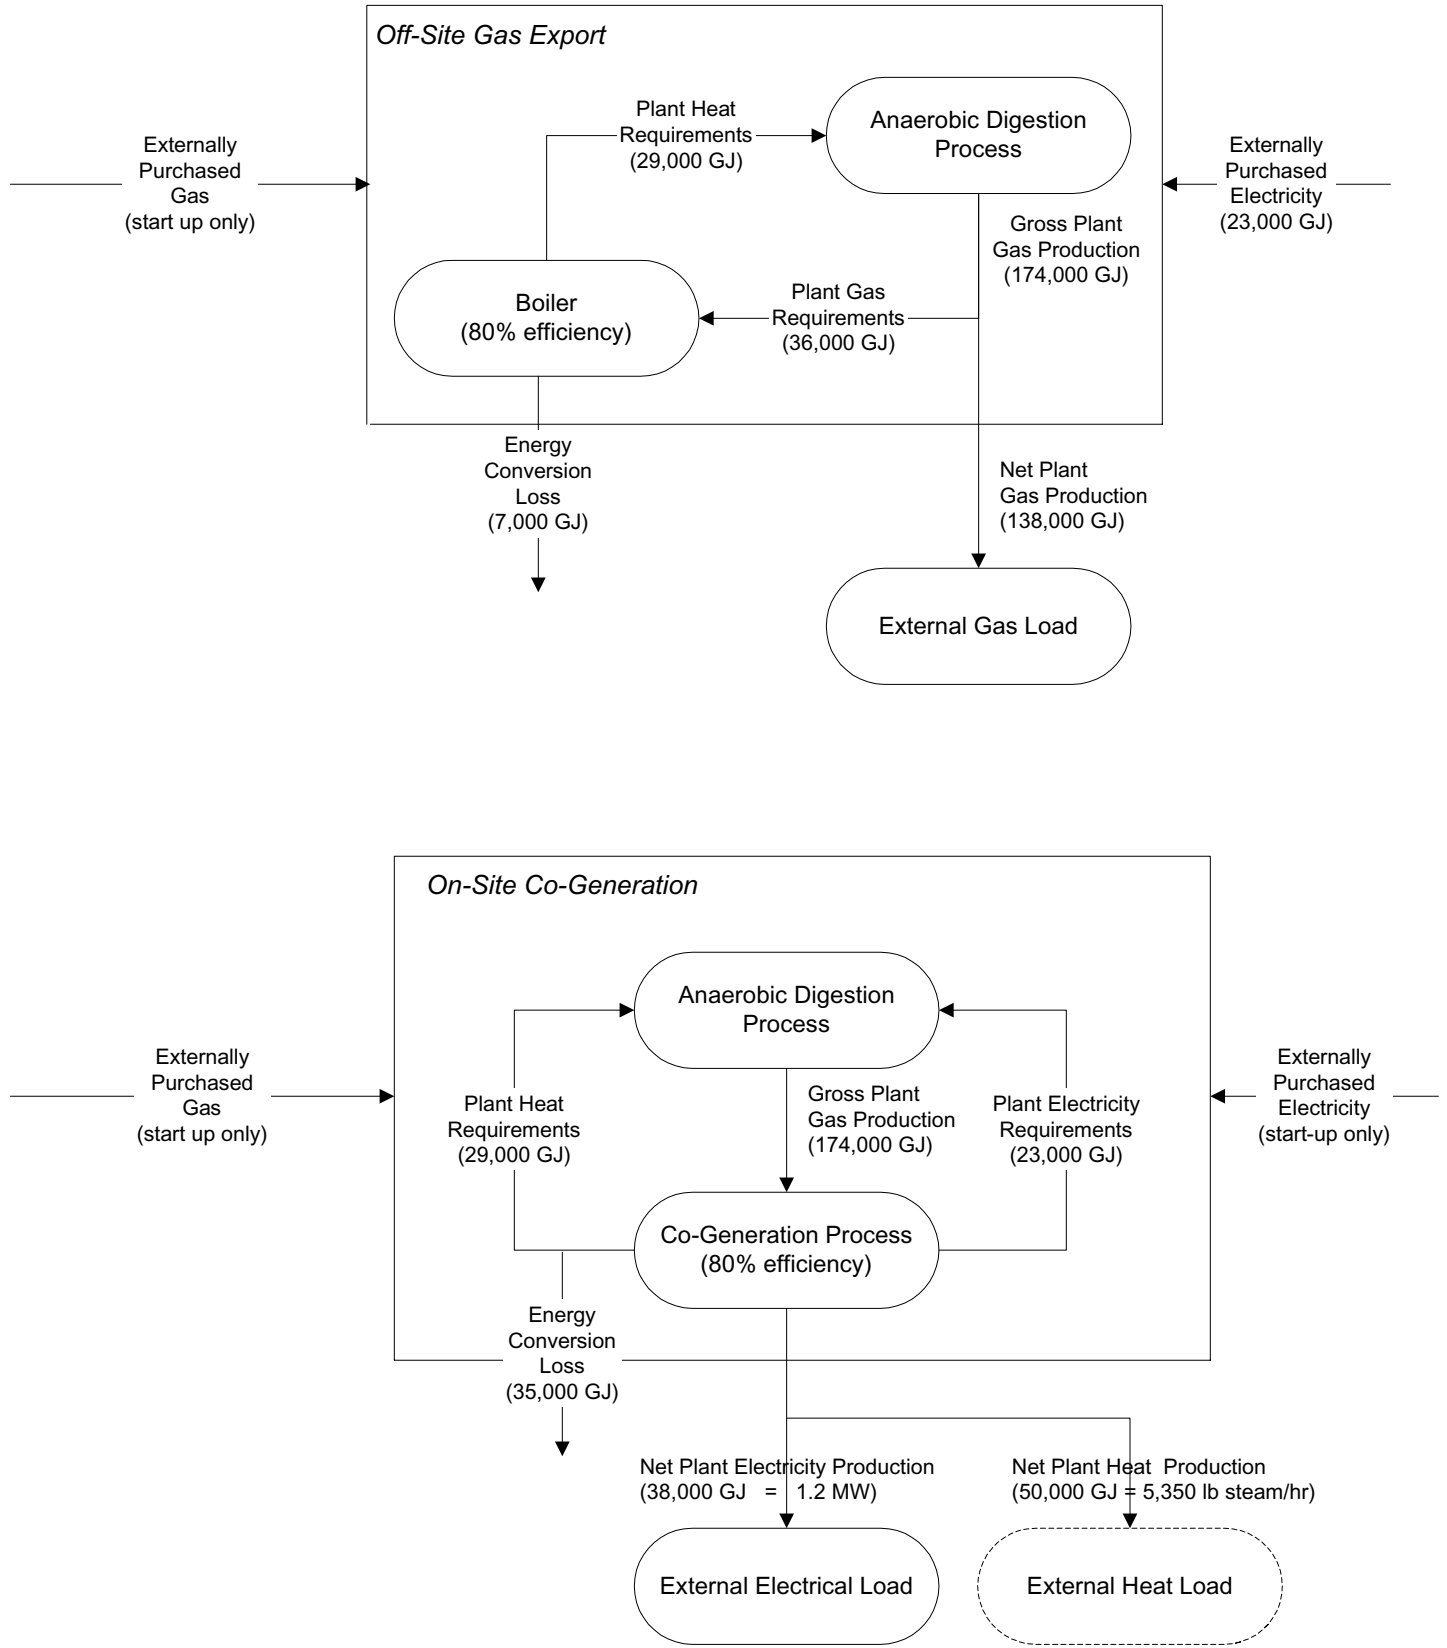 Off-Site Gas Export
Plant Heat
Requirements
(29,000 GJ)
Anaerobic Digestion
Process
Externally
Purchased
Gas
(start up only)
Externally
Purchased
Electricity
(23,000 GJ)
Gross Plant
Gas Production
(174,000 GJ)
Boiler
(80% efficiency)
Plant Gas
Requirements
(36,000 GJ)
Energy
Conversion
Loss
(7,000 GJ)
Net Plant
Gas Production
(138,000 GJ)
External Gas Load
On-Site Co-Generation
Anaerobic Digestion
Process
Externally
Purchased
Gas
(start up only)
Plant Heat
Requirements
(29,000 GJ)
Gross Plant
Gas Production
(174,000 GJ)
Plant Electricity
Requirements
(23,000 GJ)
Externally
Purchased
Electricity
(start-up only)
Co-Generation Process
(80% efficiency)
Energy
Conversion
Loss
(35,000 GJ)
Net Plant Electricity Production
(38,000 GJ = 1.2 MW)
Net Plant Heat Production
(50,000 GJ = 5,350 lb steam/hr)
External Electrical Load
External Heat Load